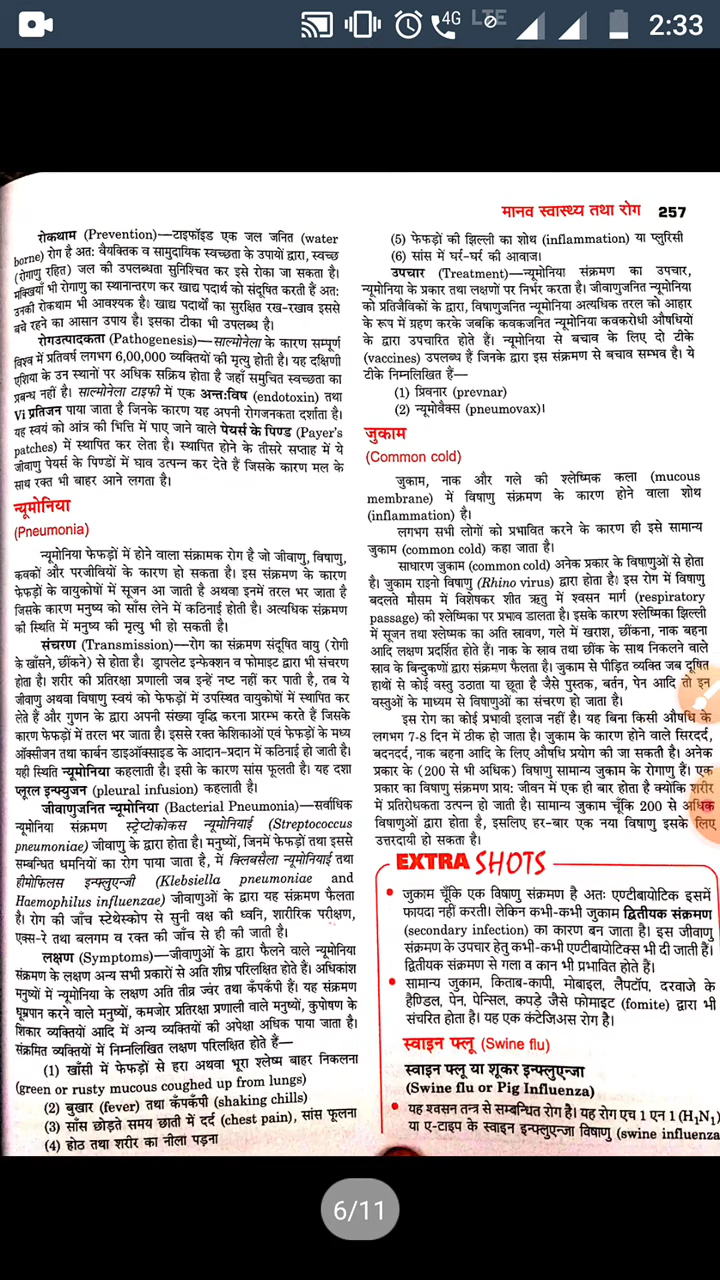 4G LTE 2:33
मानव स्वास्थ्य तथा रोग 257
रोकथाम (Prevention)—टाइफॉइड एक जल जनित (water
borne) रोग है अतः वैयक्तिक व सामुदायिक स्वच्छता के उपायों द्वारा, स्वच्छ
(रोगाणु रहित) जल की उपलब्धता सुनिश्चित कर इसे रोका जा सकता है।
मक्खियाँ भी रोगाणु का स्थानान्तरण कर खाद्य पदार्थ को संदूषित करती हैं अतः
उनकी रोकथाम भी आवश्यक है। खाद्य पदार्थों का सुरक्षित रख-रखाव इससे
बचे रहने का आसान उपाय है। इसका टीका भी उपलब्ध है।
रोगउत्पादकता (Pathogenesis)—साल्मोनेला के कारण सम्पूर्ण
विश्व में प्रतिवर्ष लगभग 6,00,000 व्यक्तियों की मृत्यु होती है। यह दक्षिणी
एशिया के उन स्थानों पर अधिक सक्रिय होता है जहाँ समुचित स्वच्छता का
प्रबन्ध नहीं है। साल्मोनेला टाइफी में एक अन्तःविष (endotoxin) तथा
Vi प्रतिजन पाया जाता है जिनके कारण यह अपनी रोगजनकता दर्शाता है।
यह स्वयं को आंत्र की भित्ति में पाए जाने वाले पेयर्स के पिण्ड (Payer's
patches) में स्थापित कर लेता है। स्थापित होने के तीसरे सप्ताह में ये
जीवाणु पेयर्स के पिण्डों में घाव उत्पन्न कर देते हैं जिसके कारण मल के
साथ रक्त भी बाहर आने लगता है।
न्यूमोनिया
(Pneumonia)
न्यूमोनिया फेफड़ों में होने वाला संक्रामक रोग है जो जीवाणु, विषाणु,
कवकों और परजीवियों के कारण हो सकता है। इस संक्रमण के कारण
फेफड़ों के वायुकोषों में सूजन आ जाती है अथवा इनमें तरल भर जाता है
जिसके कारण मनुष्य को साँस लेने में कठिनाई होती है। अत्यधिक संक्रमण
की स्थिति में मनुष्य की मृत्यु भी हो सकती है।
संचरण (Transmission)—रोग का संक्रमण संदूषित वायु (रोगी
के खाँसने, छींकने) से होता है। ड्रापलेट इन्फेक्शन व फोमाइट द्वारा भी संचरण
होता है। शरीर की प्रतिरक्षा प्रणाली जब इन्हें नष्ट नहीं कर पाती है, तब ये
जीवाणु अथवा विषाणु स्वयं को फेफड़ों में उपस्थित वायुकोषों में स्थापित कर
लेते हैं और गुणन के द्वारा अपनी संख्या वृद्धि करना प्रारम्भ करते हैं जिसके
कारण फेफड़ों में तरल भर जाता है। इससे रक्त केशिकाओं एवं फेफड़ों के मध्य
ऑक्सीजन तथा कार्बन डाइऑक्साइड के आदान-प्रदान में कठिनाई हो जाती है।
यही स्थिति न्यूमोनिया कहलाती है। इसी के कारण सांस फूलती है। यह दशा
प्लूरल इन्फ्युजन (pleural infusion) कहलाती है।
जीवाणुजनित न्यूमोनिया (Bacterial Pneumonia)—सर्वाधिक
न्यूमोनिया संक्रमण स्ट्रेप्टोकोकस न्यूमोनियाई (Streptococcus
pneumoniae) जीवाणु के द्वारा होता है। मनुष्यों, जिनमें फेफड़ों तथा इससे
सम्बन्धित धमनियों का रोग पाया जाता है, में क्लिबसैला न्यूमोनियाई तथा
हीमोफिलस इन्फ्लुएन्जी (Klebsiella pneumoniae and
Haemophilus influenzae) जीवाणुओं के द्वारा यह संक्रमण फैलता
है। रोग की जाँच स्टेथेस्कोप से सुनी वक्ष की ध्वनि, शारीरिक परीक्षण,
एक्स-रे तथा बलगम व रक्त की जाँच से ही की जाती है।
लक्षण (Symptoms)—जीवाणुओं के द्वारा फैलने वाले न्यूमोनिया
संक्रमण के लक्षण अन्य सभी प्रकारों से अति शीघ्र परिलक्षित होते हैं। अधिकांश
मनुष्यों में न्यूमोनिया के लक्षण अति तीव्र ज्वर तथा कँपकँपी हैं। यह संक्रमण
धूम्रपान करने वाले मनुष्यों, कमजोर प्रतिरक्षा प्रणाली वाले मनुष्यों, कुपोषण के
शिकार व्यक्तियों आदि में अन्य व्यक्तियों की अपेक्षा अधिक पाया जाता है।
संक्रमित व्यक्तियों में निम्नलिखित लक्षण परिलक्षित होते हैं—
(1) खाँसी में फेफड़ों से हरा अथवा भूरा श्लेष्म बाहर निकलना
(green or rusty mucous coughed up from lungs)
(2) बुखार (fever) तथा कँपकँपी (shaking chills)
(3) साँस छोड़ते समय छाती में दर्द (chest pain), सांस फूलना
(4) होठ तथा शरीर का नीला पड़ना
(5) फेफड़ों की झिल्ली का शोथ (inflammation) या प्लुरिसी
(6) सांस में घर्र-घर्र की आवाज।
उपचार (Treatment)—न्यूमोनिया संक्रमण का उपचार,
न्यूमोनिया के प्रकार तथा लक्षणों पर निर्भर करता है। जीवाणुजनित न्यूमोनिया
को प्रतिजैविकों के द्वारा, विषाणुजनित न्यूमोनिया अत्यधिक तरल को आहार
के रूप में ग्रहण करके जबकि कवकजनित न्यूमोनिया कवकरोधी औषधियों
के द्वारा उपचारित होते हैं। न्यूमोनिया से बचाव के लिए दो टीके
(vaccines) उपलब्ध हैं जिनके द्वारा इस संक्रमण से बचाव सम्भव है। ये
टीके निम्नलिखित हैं—
(1) प्रिवनार (prevnar)
(2) न्यूमोवैक्स (pneumovax)।
जुकाम
(Common cold)
जुकाम, नाक और गले की श्लेष्मिक कला (mucous
membrane) में विषाणु संक्रमण के कारण होने वाला शोथ
(inflammation) है।
लगभग सभी लोगों को प्रभावित करने के कारण ही इसे सामान्य
जुकाम (common cold) कहा जाता है।
साधारण जुकाम (common cold) अनेक प्रकार के विषाणुओं से होता
है। जुकाम राइनो विषाणु (Rhino virus) द्वारा होता है। इस रोग में विषाणु
बदलते मौसम में विशेषकर शीत ऋतु में श्वसन मार्ग (respiratory
passage) की श्लेष्मिका पर प्रभाव डालता है। इसके कारण श्लेष्मिका झिल्ली
में सूजन तथा श्लेष्मक का अति स्रावण, गले में खराश, छींकना, नाक बहना
आदि लक्षण प्रदर्शित होते हैं। नाक के स्राव तथा छींक के साथ निकलने वाले
स्राव के बिन्दुकणों द्वारा संक्रमण फैलता है। जुकाम से पीड़ित व्यक्ति जब दूषित
हाथों से कोई वस्तु उठाता या छूता है जैसे पुस्तक, बर्तन, पेन आदि तो इन
वस्तुओं के माध्यम से विषाणुओं का संचरण हो जाता है।
इस रोग का कोई प्रभावी इलाज नहीं है। यह बिना किसी औषधि के
लगभग 7-8 दिन में ठीक हो जाता है। जुकाम के कारण होने वाले सिरदर्द,
बदनदर्द, नाक बहना आदि के लिए औषधि प्रयोग की जा सकती है। अनेक
प्रकार के (200 से भी अधिक) विषाणु सामान्य जुकाम के रोगाणु हैं। एक
प्रकार का विषाणु संक्रमण प्रायः जीवन में एक ही बार होता है क्योंकि शरीर
में प्रतिरोधकता उत्पन्न हो जाती है। सामान्य जुकाम चूंकि 200 से अधिक
विषाणुओं द्वारा होता है, इसलिए हर-बार एक नया विषाणु इसके लिए
उत्तरदायी हो सकता है।
EXTRA SHOTS
• जुकाम चूंकि एक विषाणु संक्रमण है अतः एण्टीबायोटिक इसमें
फायदा नहीं करती। लेकिन कभी-कभी जुकाम द्वितीयक संक्रमण
(secondary infection) का कारण बन जाता है। इस जीवाणु
संक्रमण के उपचार हेतु कभी-कभी एण्टीबायोटिक्स भी दी जाती हैं।
द्वितीयक संक्रमण से गला व कान भी प्रभावित होते हैं।
• सामान्य जुकाम, किताब-कापी, मोबाइल, लैपटॉप, दरवाजे के
हैण्डिल, पेन, पेन्सिल, कपड़े जैसे फोमाइट (fomite) द्वारा भी
संचरित होता है। यह एक कंटेजिअस रोग है।
स्वाइन फ्लू (Swine flu)
स्वाइन फ्लू या शूकर इन्फ्लुएन्जा
(Swine flu or Pig Influenza)
• यह श्वसन तन्त्र से सम्बन्धित रोग है। यह रोग एच 1 एन 1 (H₁N₁)
या ए-टाइप के स्वाइन इन्फ्लुएन्जा विषाणु (swine influenza
6/11